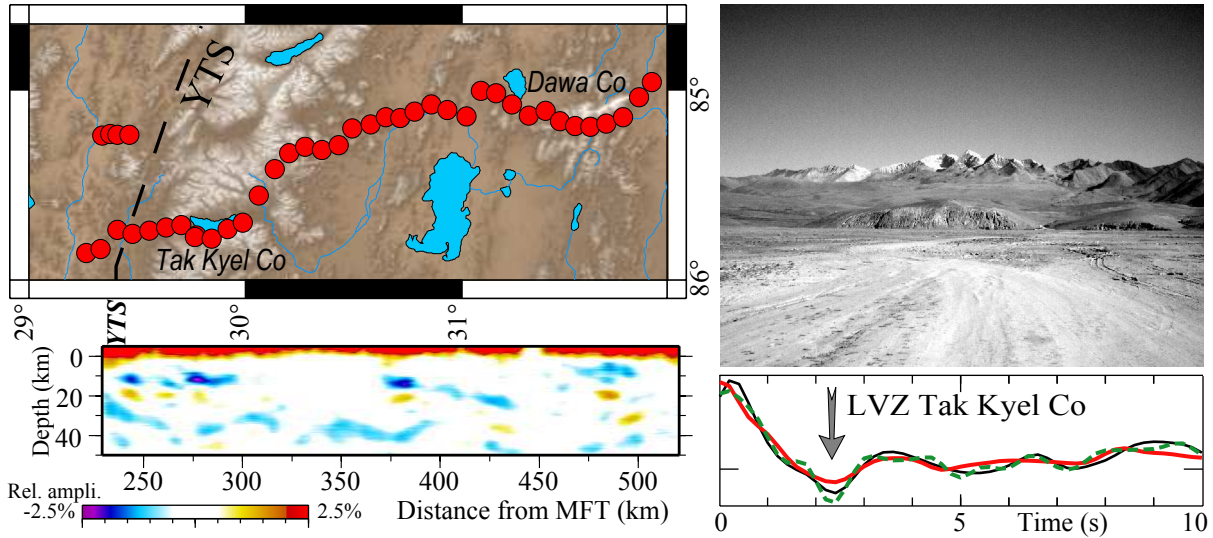 YTS
Dawa Co
85°
Tak Kyel Co
86°
29°
YTS
30°
31°
0
20
40
Depth (km)
250
300
350
400
450
500
Rel. ampli.
-2.5%
2.5%
Distance from MFT (km)
LVZ Tak Kyel Co
0
5
10
Time (s)